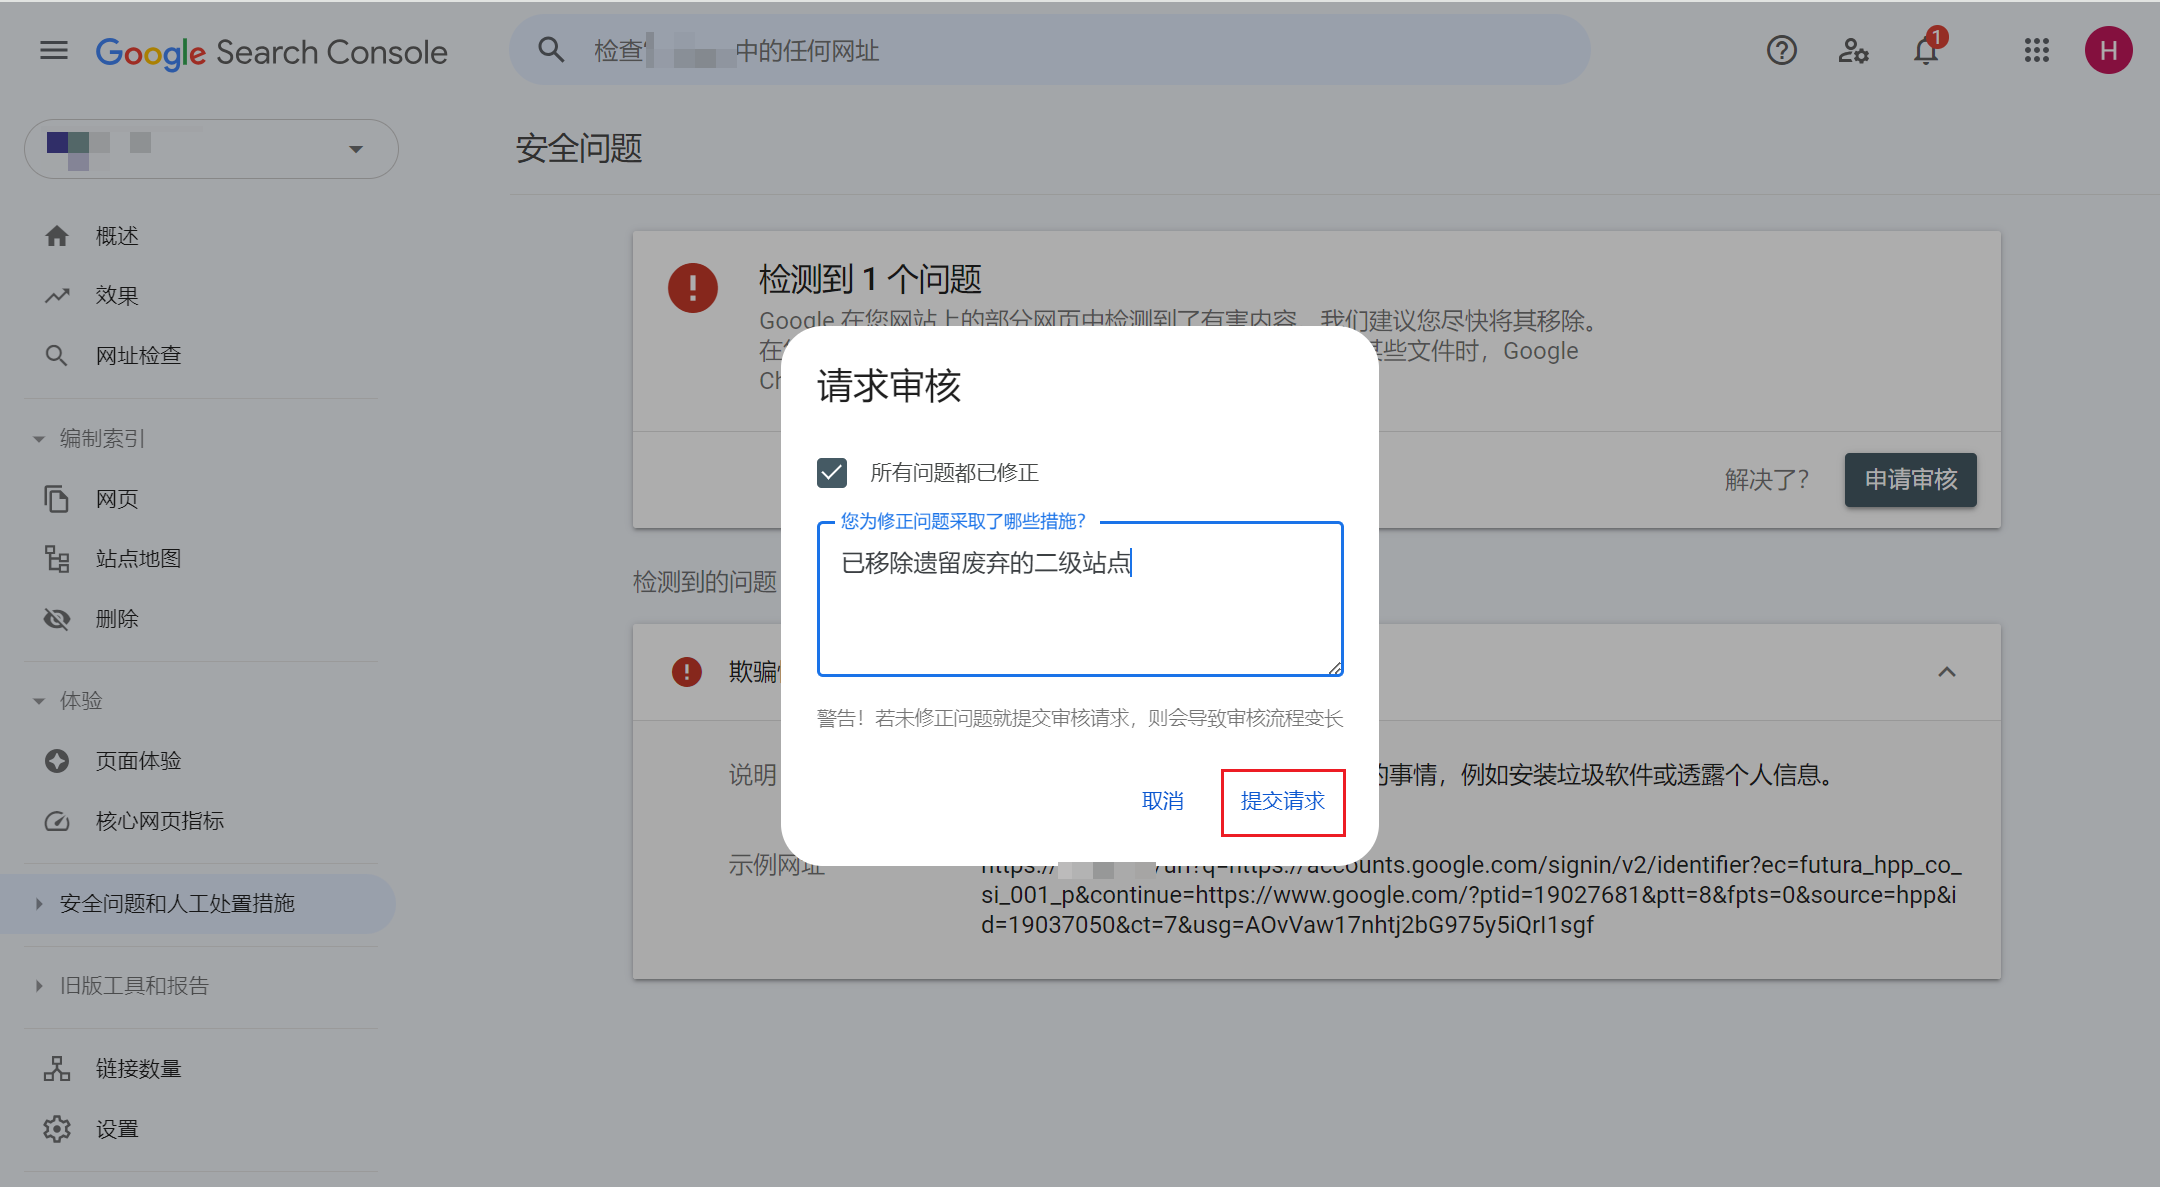 Google Search Console
检查"中的任何网址
1
H
概述
效果
网址检查
编制索引
网页
站点地图
删除
体验
页面体验
核心网页指标
安全问题和人工处置措施
旧版工具和报告
链接数量
设置
安全问题
检测到 1 个问题
Google 在您网站上的部分网页中检测到了有害内容，我们建议您尽快将其移除。
某些文件时，Google
解决了？
申请审核
检测到的问题
欺骗
说明
的事情，例如安装垃圾软件或透露个人信息。
示例网址
https://
/url?q=https://accounts.google.com/signin/v2/identifier?ec=futura_hpp_co_
si_001_p&continue=https://www.google.com/?ptid=19027681&ptt=8&fpts=0&source=hpp&i
d=19037050&ct=7&usg=AOvVaw17nhtj2bG975y5iQrI1sgf
请求审核
所有问题都已修正
您为修正问题采取了哪些措施？
已移除遗留废弃的二级站点
警告！若未修正问题就提交审核请求，则会导致审核流程变长
取消
提交请求